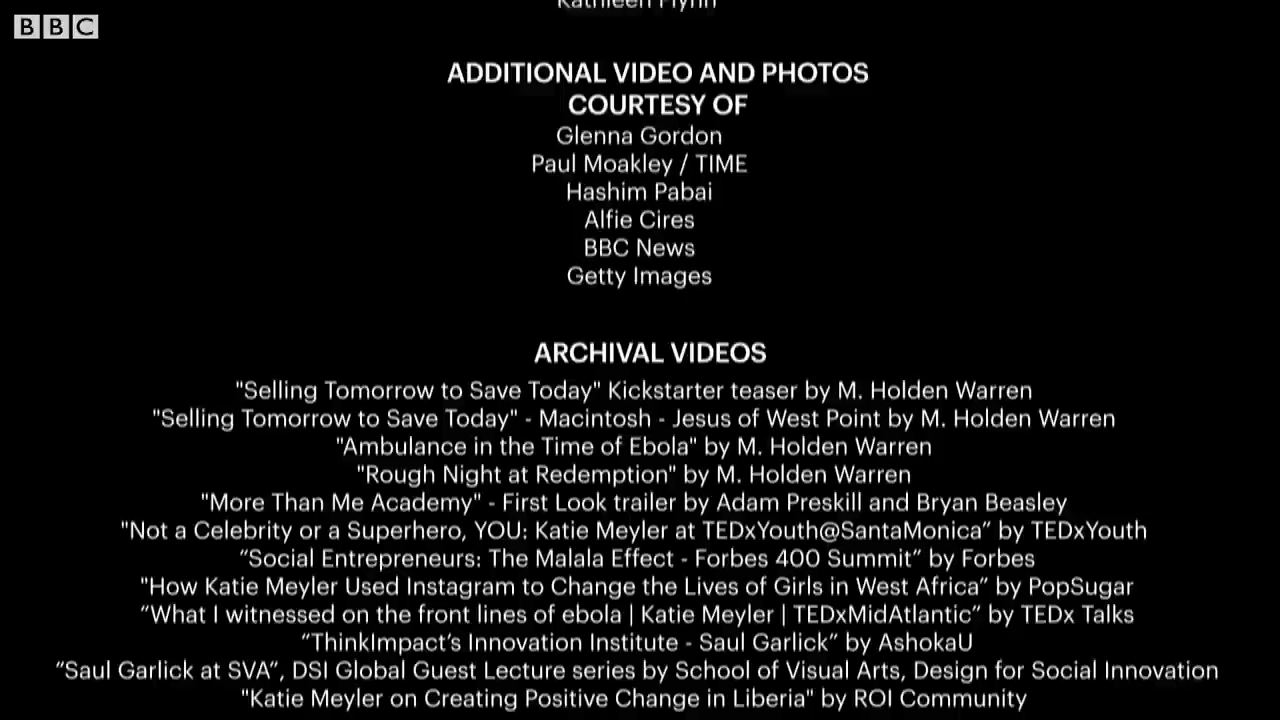 BBC
Kathleen Flynn
ADDITIONAL VIDEO AND PHOTOS
COURTESY OF
Glenna Gordon
Paul Moakley / TIME
Hashim Pabai
Alfie Cires
BBC News
Getty Images
ARCHIVAL VIDEOS
"Selling Tomorrow to Save Today" Kickstarter teaser by M. Holden Warren
"Selling Tomorrow to Save Today" - Macintosh - Jesus of West Point by M. Holden Warren
"Ambulance in the Time of Ebola" by M. Holden Warren
"Rough Night at Redemption" by M. Holden Warren
"More Than Me Academy" - First Look trailer by Adam Preskill and Bryan Beasley
"Not a Celebrity or a Superhero, YOU: Katie Meyler at TEDxYouth@SantaMonica” by TEDxYouth
“Social Entrepreneurs: The Malala Effect - Forbes 400 Summit” by Forbes
"How Katie Meyler Used Instagram to Change the Lives of Girls in West Africa” by PopSugar
“What I witnessed on the front lines of ebola | Katie Meyler | TEDxMidAtlantic” by TEDx Talks
“ThinkImpact’s Innovation Institute - Saul Garlick” by AshokaU
“Saul Garlick at SVA”, DSI Global Guest Lecture series by School of Visual Arts, Design for Social Innovation
"Katie Meyler on Creating Positive Change in Liberia" by ROI Community